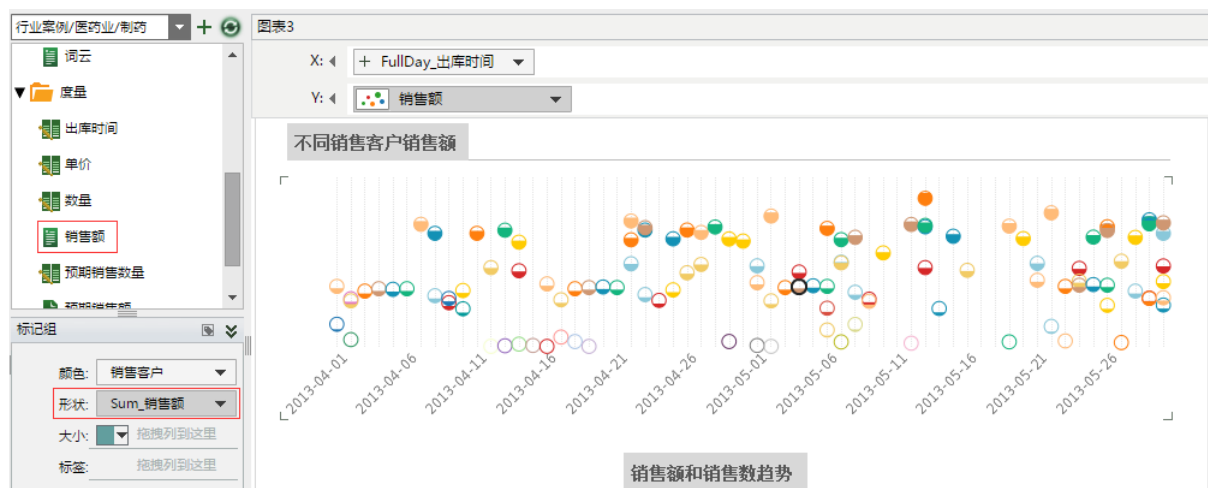 行业案例/医药业/制药
图表3
词云
度量
出库时间
单价
数量
销售额
预期销售数量
预期销售额
X:
FullDay_出库时间
Y:
销售额
不同销售客户销售额
2013-04-01
2013-04-06
2013-04-11
2013-04-16
2013-04-21
2013-04-26
2013-05-01
2013-05-06
2013-05-11
2013-05-16
2013-05-21
2013-05-26
标记组
颜色: 销售客户
形状: Sum_销售额
大小: 拖拽列到这里
标签: 拖拽列到这里
销售额和销售数趋势